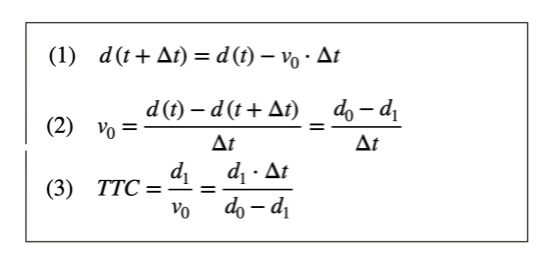 (1) d(t + Δt) = d(t) − v₀ · Δt
(2) v₀ = (d(t) − d(t + Δt)) / Δt = (d₀ − d₁) / Δt
(3) TTC = d₁ / v₀ = (d₁ · Δt) / (d₀ − d₁)